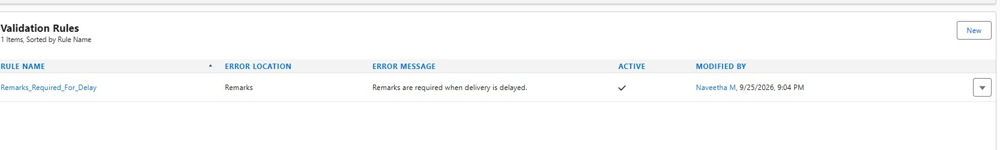 Validation Rules
New
1 Items, Sorted by Rule Name
RULE NAME ERROR LOCATION ERROR MESSAGE ACTIVE MODIFIED BY
Remarks_Required_For_Delay Remarks Remarks are required when delivery is delayed. Naveetha M, 9/25/2026, 9:04 PM